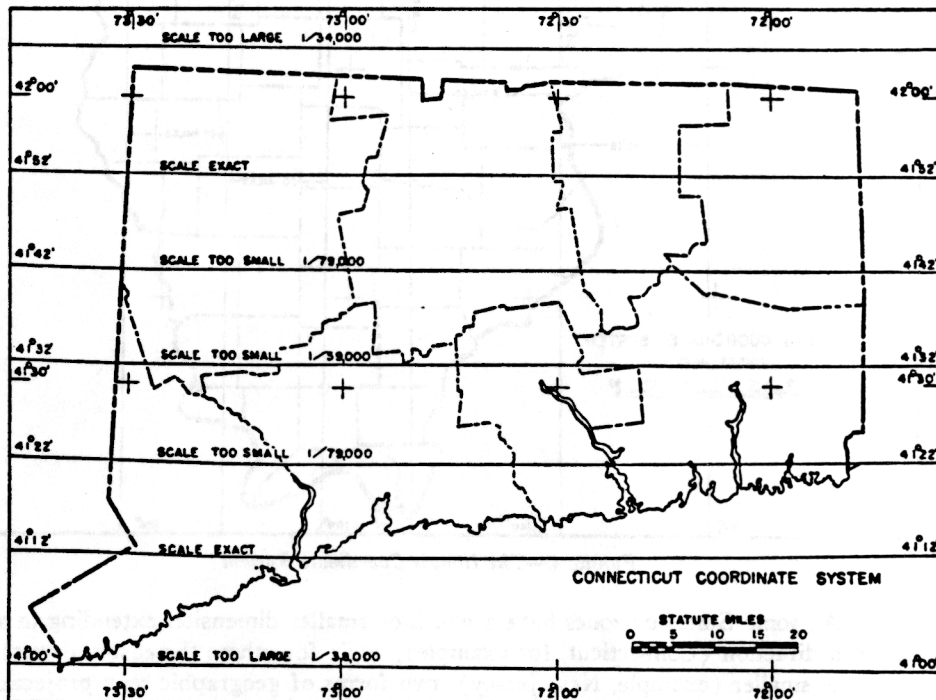 73°30' 73°00' 72°30' 72°00'
SCALE TOO LARGE 1/34,000
42°00' 42°00'
41°52' SCALE EXACT 41°52'
41°42' SCALE TOO SMALL 1/79,000 41°42'
41°32' SCALE TOO SMALL 1/39,000 41°32'
41°30' 41°30'
41°22' SCALE TOO SMALL 1/79,000 41°22'
41°12' SCALE EXACT 41°12'
CONNECTICUT COORDINATE SYSTEM
STATUTE MILES
0 5 10 20
41°00' SCALE TOO LARGE 1/38,000 41°00'
73°30' 73°00' 72°00' 72°00'